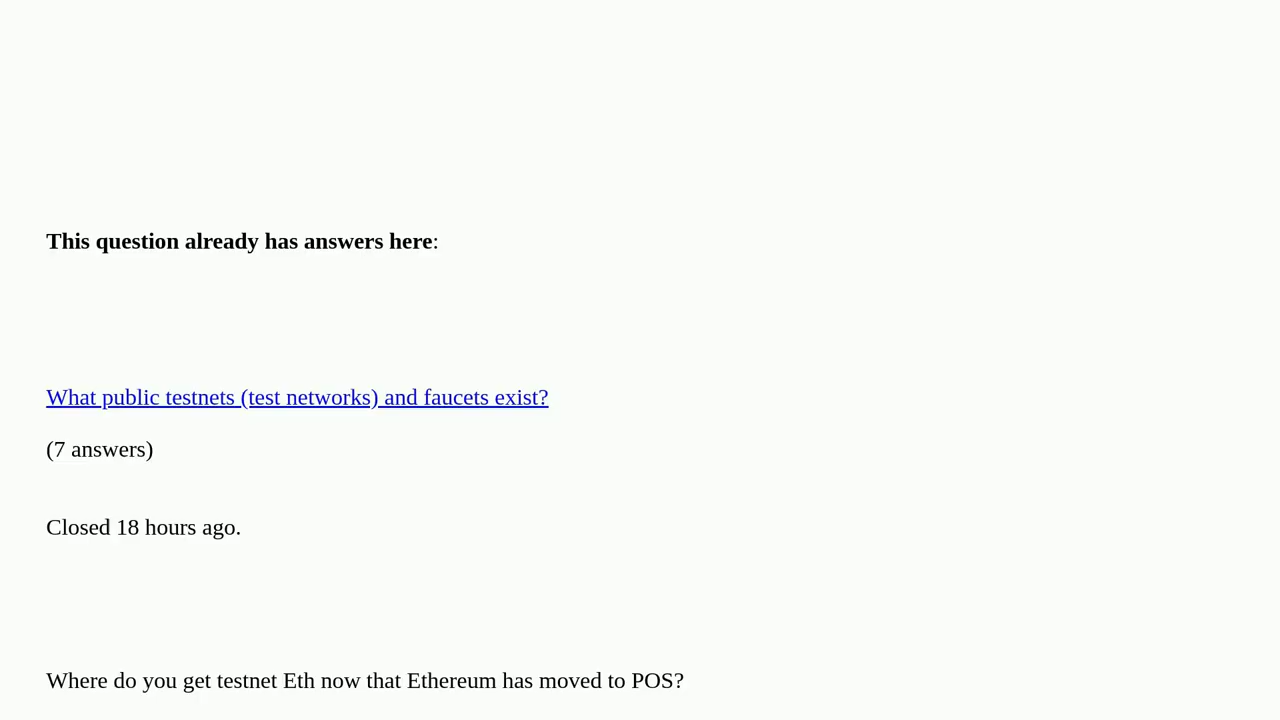 This question already has answers here:
What public testnets (test networks) and faucets exist?
(7 answers)
Closed 18 hours ago.
Where do you get testnet Eth now that Ethereum has moved to POS?